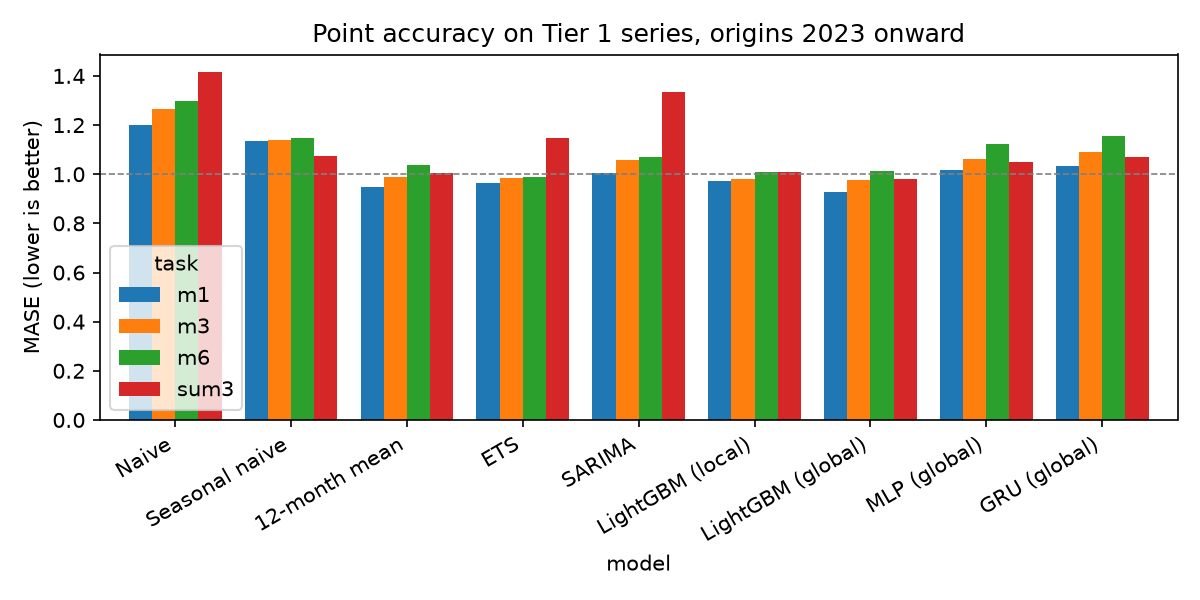 Point accuracy on Tier 1 series, origins 2023 onward
MASE (lower is better)
1.4
1.2
1.0
0.8
0.6
0.4
0.2
0.0
task
m1
m3
m6
sum3
Naive
Seasonal naive
12-month mean
ETS
SARIMA
LightGBM (local)
LightGBM (global)
MLP (global)
GRU (global)
model